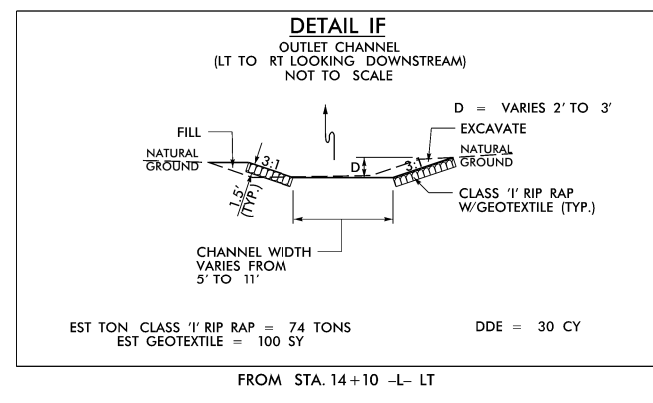 DETAIL IF
OUTLET CHANNEL
(LT TO RT LOOKING DOWNSTREAM)
NOT TO SCALE
D = VARIES 2' TO 3'
FILL
EXCAVATE
NATURAL
GROUND
3:1
D
3:1
NATURAL
GROUND
1.5'
(TYP.)
CLASS 'I' RIP RAP
W/GEOTEXTILE (TYP.)
CHANNEL WIDTH
VARIES FROM
5' TO 11'
EST TON CLASS 'I' RIP RAP = 74 TONS
EST GEOTEXTILE = 100 SY
DDE = 30 CY
FROM STA. 14+10 -L- LT